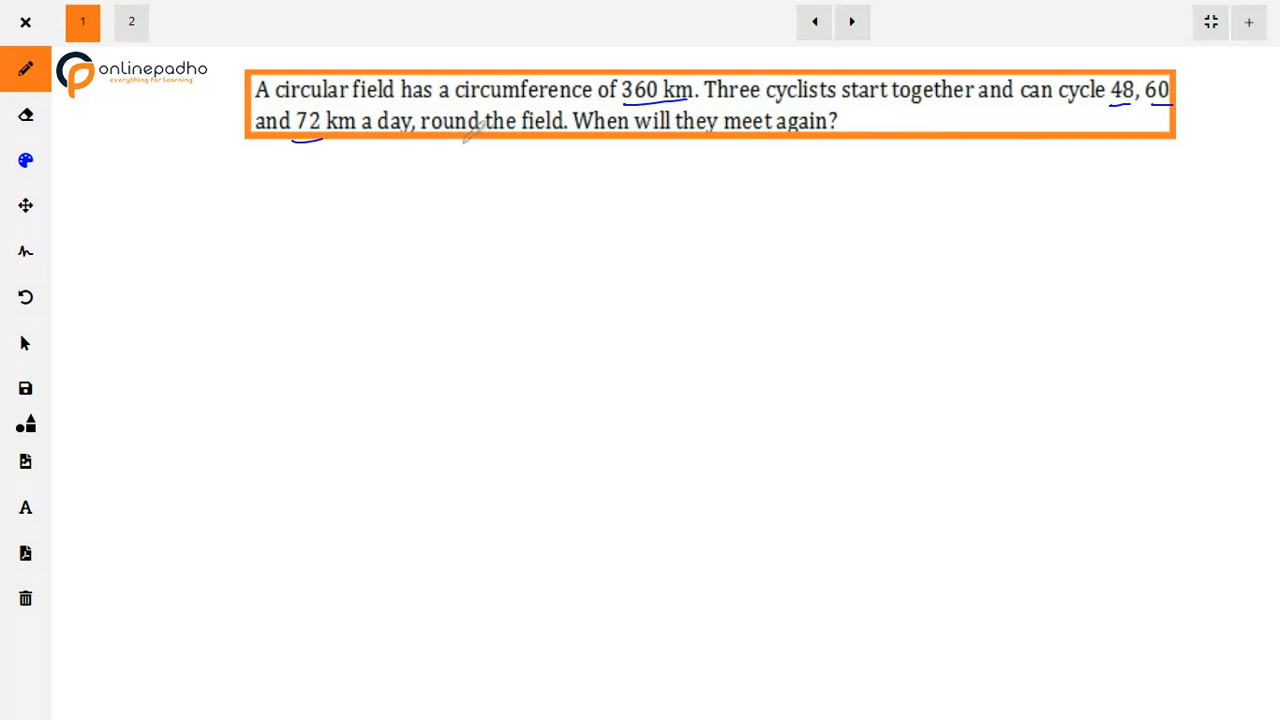 1 2
onlinepadho
everything for learning
A circular field has a circumference of 360 km. Three cyclists start together and can cycle 48, 60
and 72 km a day, round the field. When will they meet again?
A